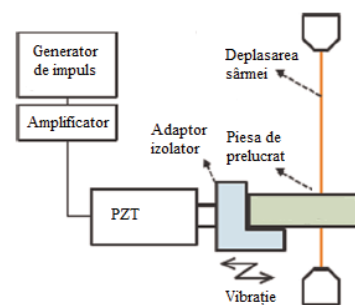 Generator
de impuls
Amplificator
PZT
Adaptor
izolator
Deplasarea
sârmei
Piesa de
prelucrat
Vibrație